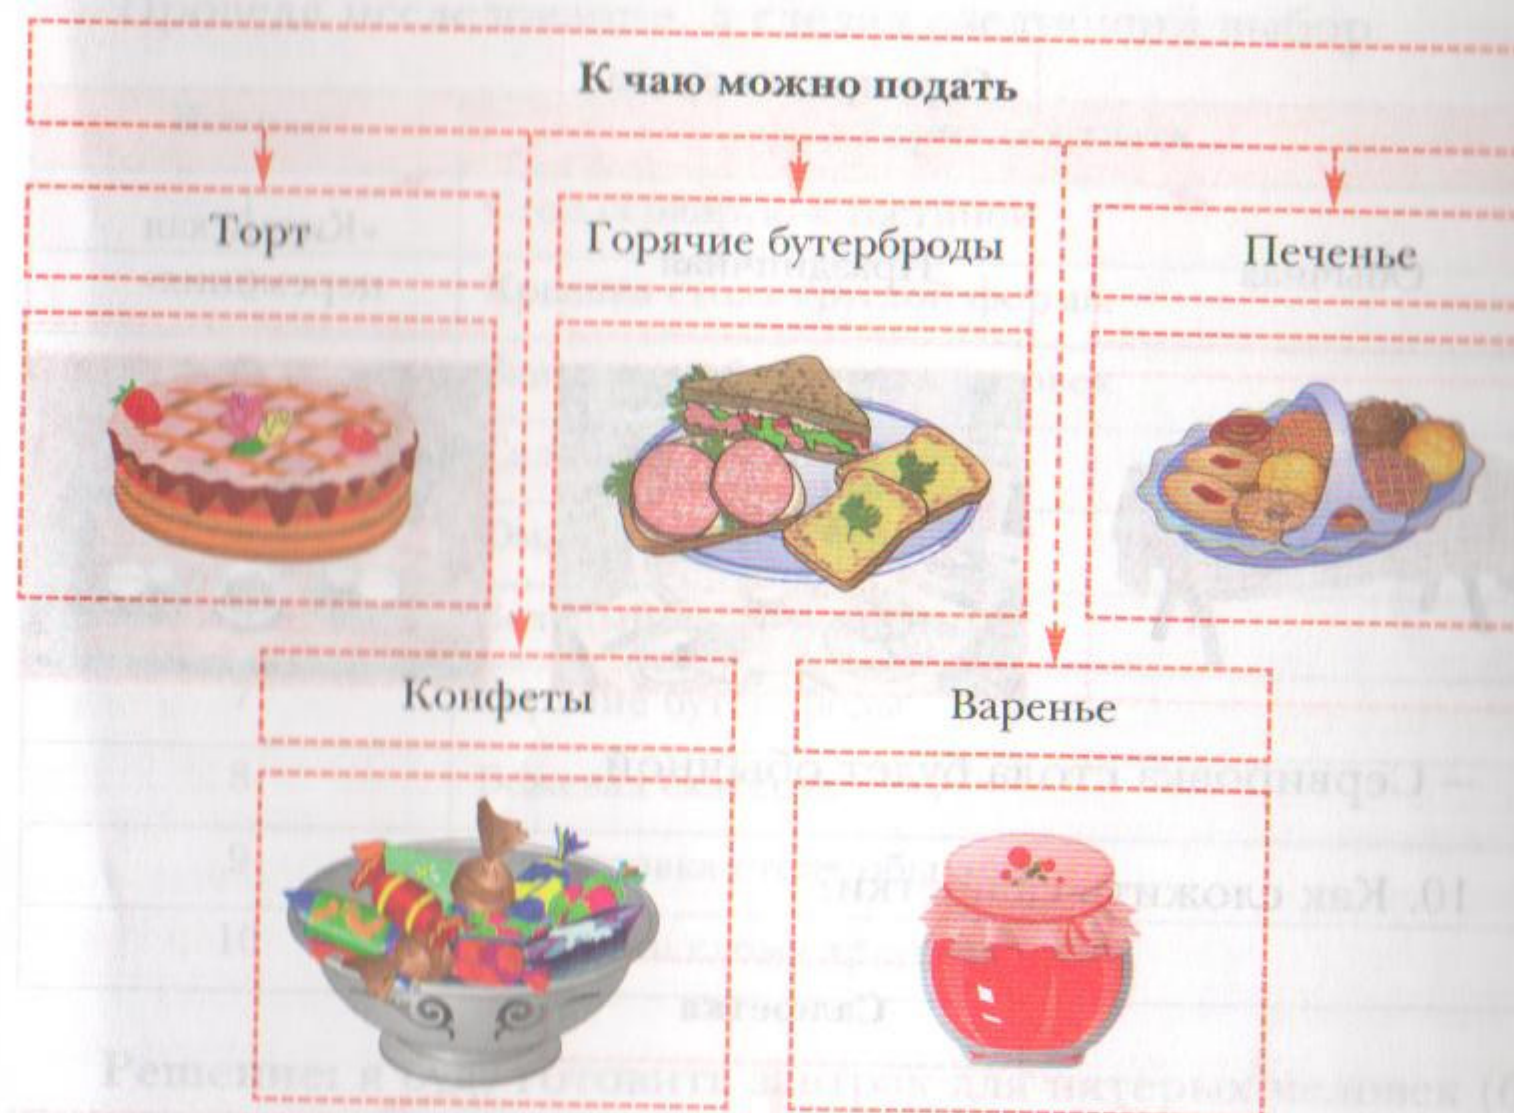 К чаю можно подать
Торт
Горячие бутерброды
Печенье
Конфеты
Варенье